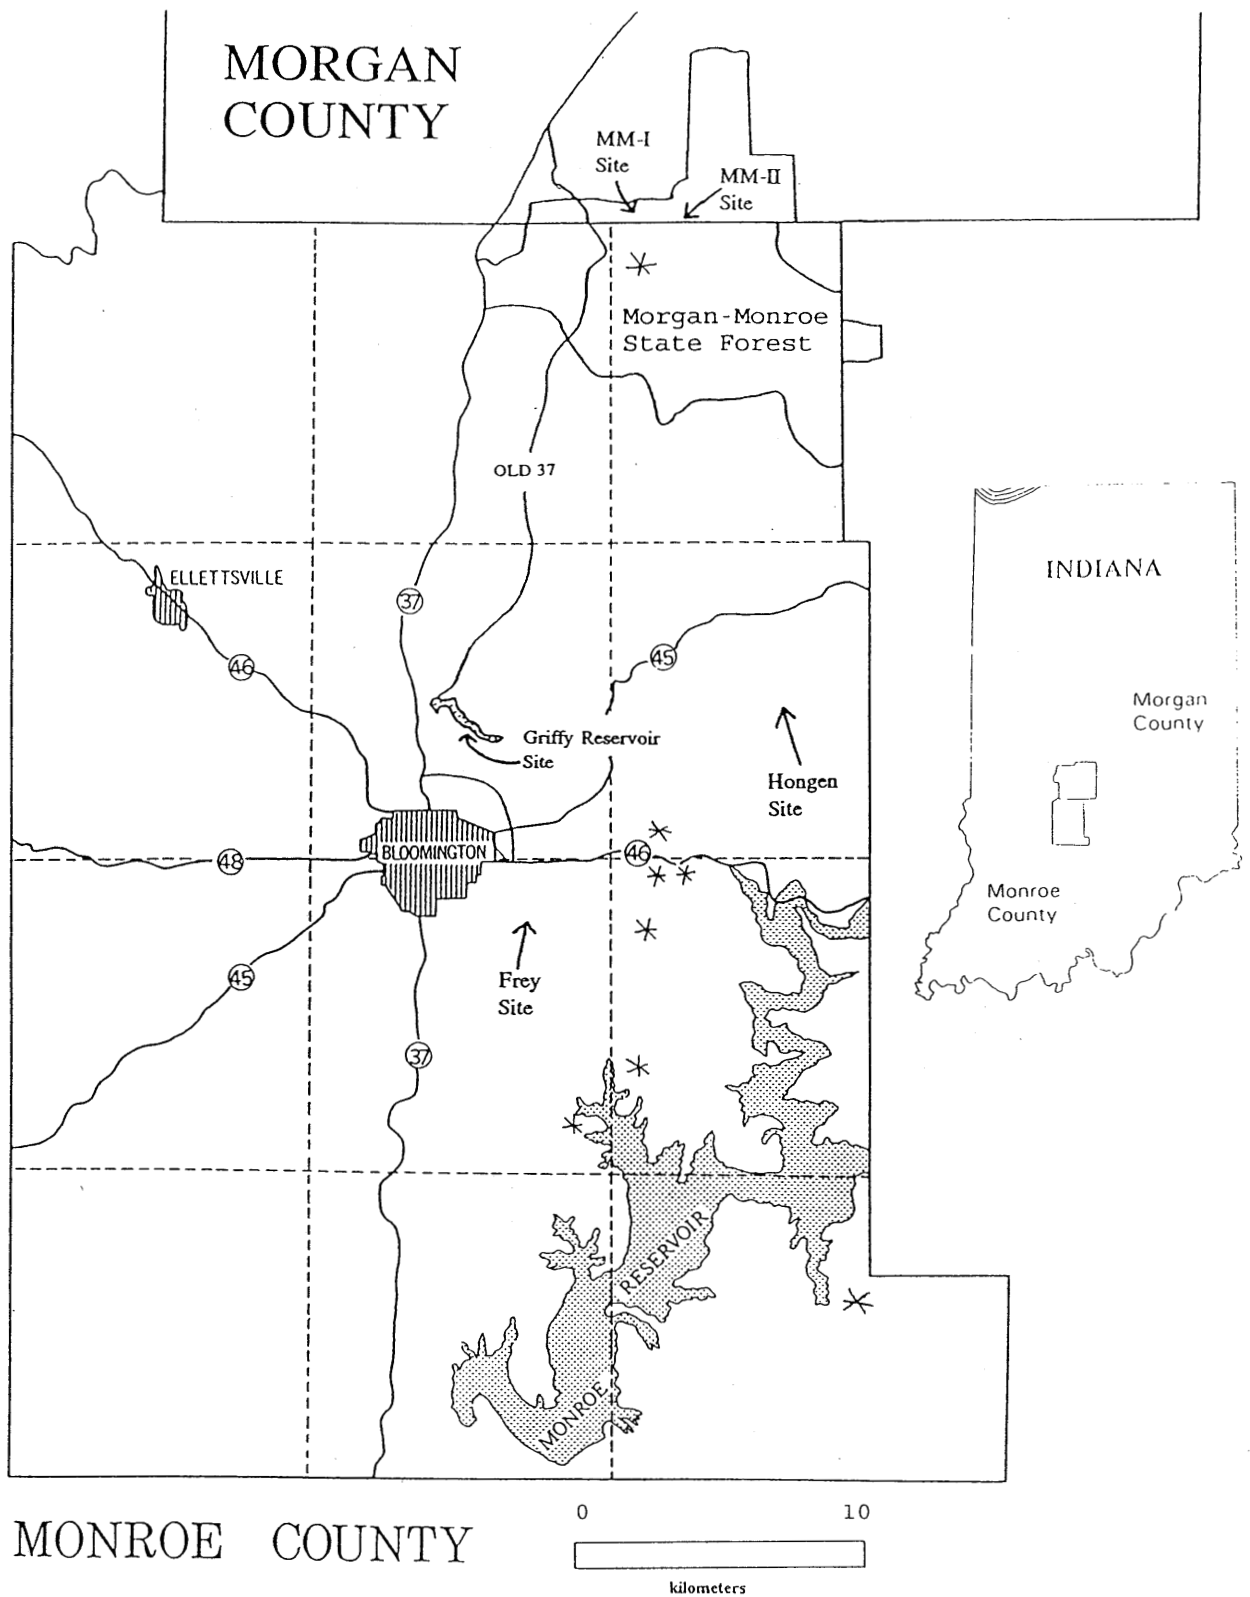 MORGAN
COUNTY
MM-I
Site
MM-II
Site
Morgan-Monroe
State Forest
OLD 37
ELLETTSVILLE
37
46
45
INDIANA
Morgan
County
Griffy Reservoir
Site
Hongen
Site
BLOOMINGTON
48
46
Monroe
County
45
Frey
Site
37
RESERVOIR
MONROE
0 10
kilometers
MONROE COUNTY